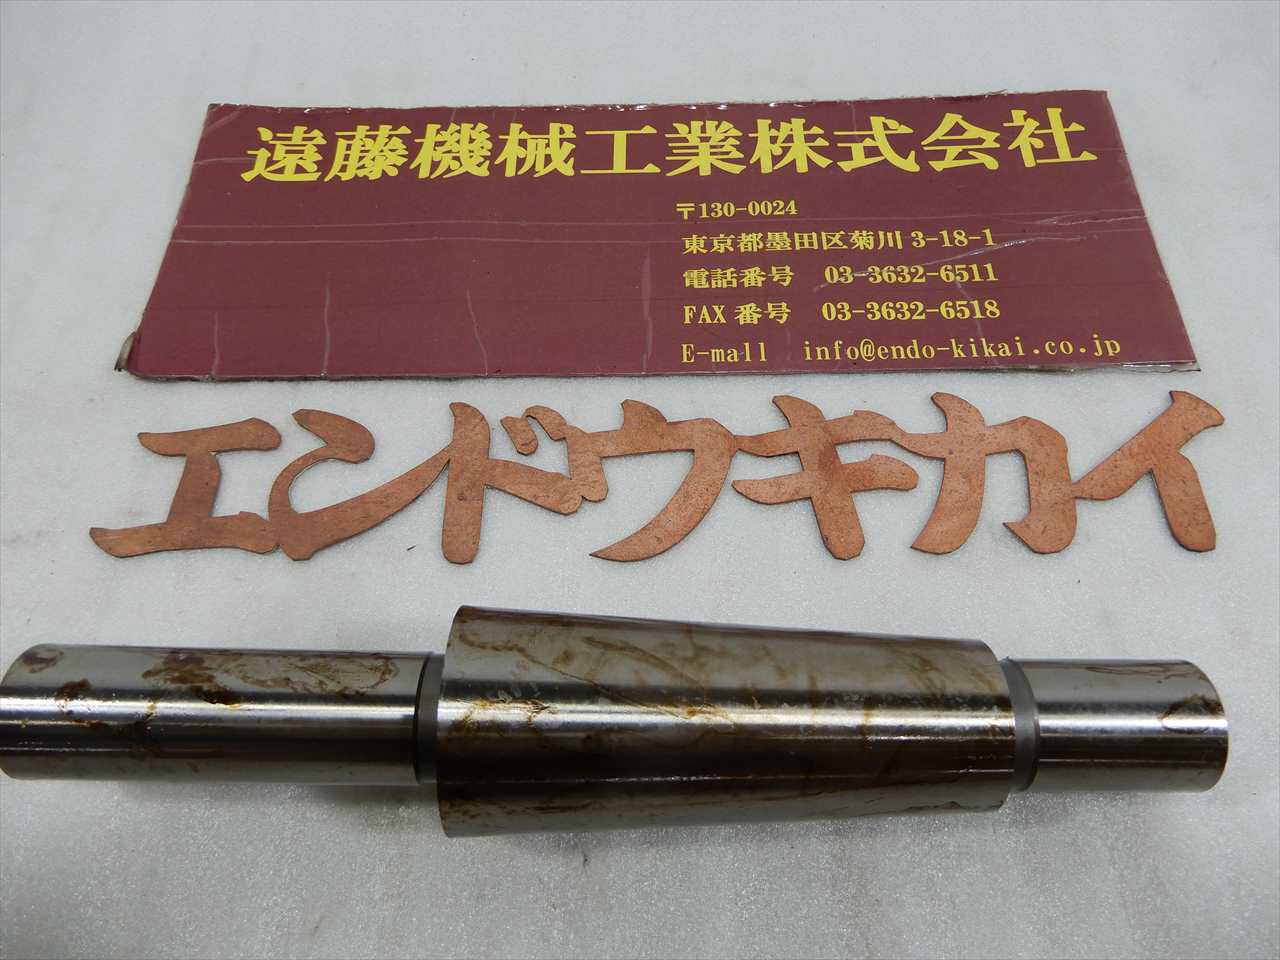 遠藤機械工業株式会社
〒130-0024
東京都墨田区菊川 3-18-1
電話番号 03-3632-6511
FAX 番号 03-3632-6518
E-mall info@endo-kikai.co.jp
エンドウキカイ